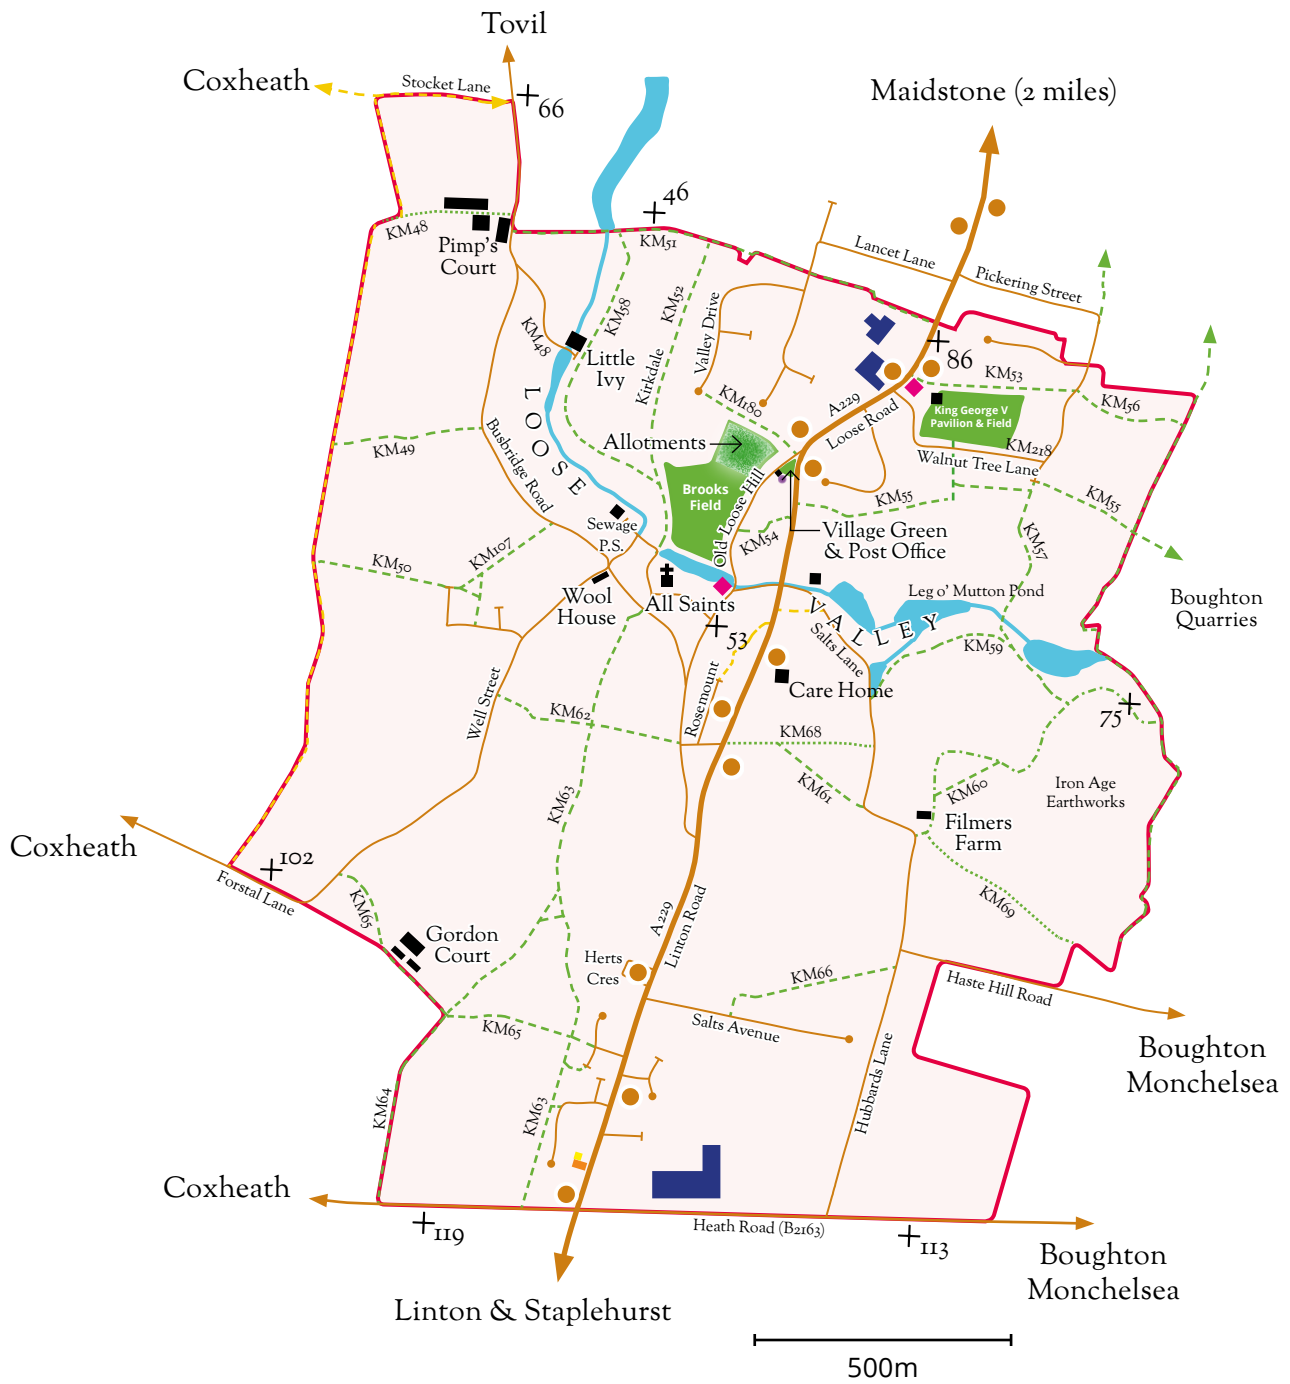 Tovil
Coxheath
Stocket Lane
66
Maidstone (2 miles)
46
KM48
Pimp's
Court
KM51
Lancet Lane
Pickering Street
KM58
KM52
Valley Drive
KM48
Little
Ivy
Kirkdale
86
KM53
KM56
KM180
A229
Loose Road
King George V
Pavilion & Field
KM218
Walnut Tree Lane
LOOSE
Allotments
KM49
Busbridge Road
Brooks
Field
Old Loose Hill
KM55
KM55
Sewage
P.S.
KM54
Village Green
& Post Office
KM57
KM107
KM50
Wool
House
All Saints
53
VALLEY
Leg o' Mutton Pond
Boughton
Quarries
Salts Lane
KM59
Care Home
Rosemount
75
Well Street
KM62
KM68
KM61
KM60
Iron Age
Earthworks
KM63
Filmers
Farm
Coxheath
102
Forstal Lane
KM65
KM69
Gordon
Court
A229
Linton Road
Herts
Cres
KM66
Haste Hill Road
KM65
Salts Avenue
Boughton
Monchelsea
Hubbards Lane
KM64
KM63
Coxheath
119
Heath Road (B2163)
113
Boughton
Monchelsea
Linton & Staplehurst
500m